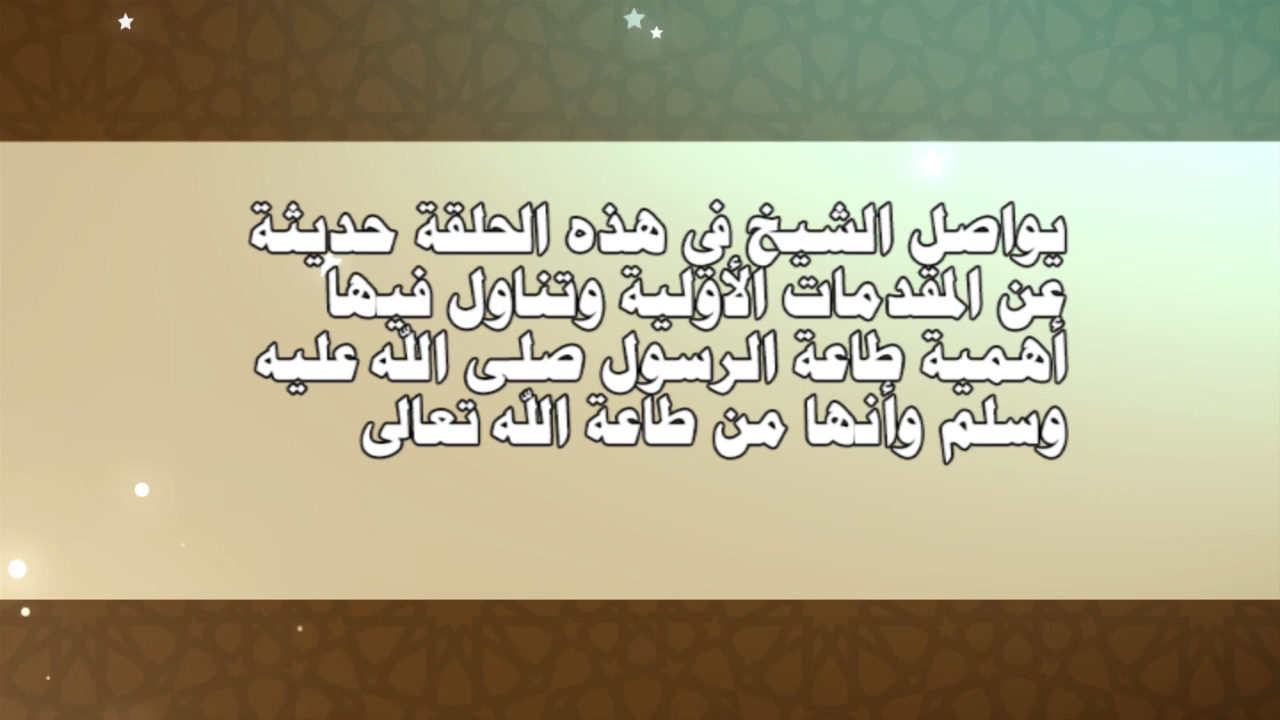 يواصل الشيخ في هذه الحلقة حديثة
عن المقدمات الأولية وتناول فيها
أهمية طاعة الرسول صلى الله عليه
وسلم وأنها من طاعة الله تعالى